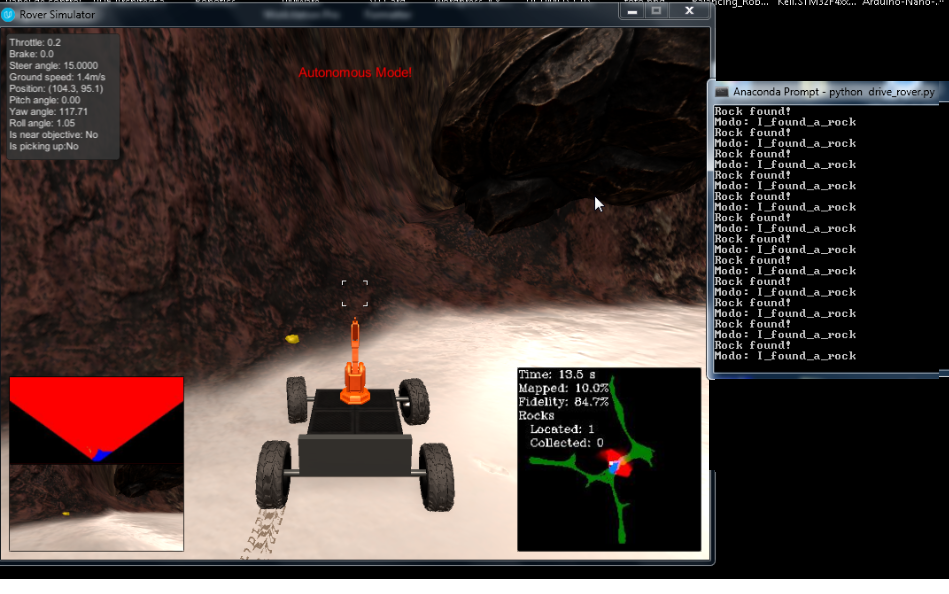 Rover Simulator
Throttle: 0.2
Brake: 0.0
Steer angle: 15.0000
Ground speed: 1.4m/s
Position: (104.3, 95.1)
Pitch angle: 0.00
Yaw angle: 117.71
Roll angle: 1.05
Is near objective: No
Is picking up:No
Autonomous Mode!
Time: 13.5 s
Mapped: 10.0%
Fidelity: 84.7%
Rocks
Located: 1
Collected: 0
Anaconda Prompt - python drive_rover.py
Rock found!
Modo: I_found_a_rock
Rock found!
Modo: I_found_a_rock
Rock found!
Modo: I_found_a_rock
Rock found!
Modo: I_found_a_rock
Rock found!
Modo: I_found_a_rock
Rock found!
Modo: I_found_a_rock
Rock found!
Modo: I_found_a_rock
Rock found!
Modo: I_found_a_rock
Rock found!
Modo: I_found_a_rock
Rock found!
Modo: I_found_a_rock
Rock found!
Modo: I_found_a_rock
Rock found!
Modo: I_found_a_rock